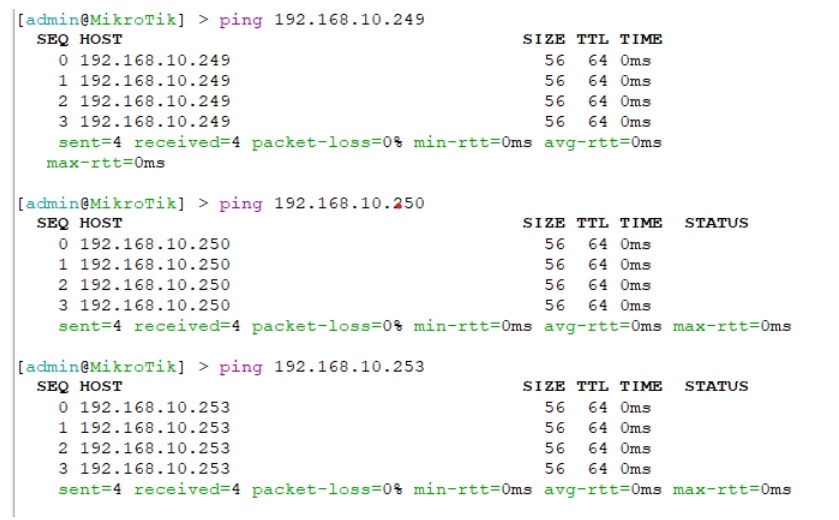 [admin@MikroTik] > ping 192.168.10.249
SEQ HOST SIZE TTL TIME
0 192.168.10.249 56 64 0ms
1 192.168.10.249 56 64 0ms
2 192.168.10.249 56 64 0ms
3 192.168.10.249 56 64 0ms
sent=4 received=4 packet-loss=0% min-rtt=0ms avg-rtt=0ms
max-rtt=0ms
[admin@MikroTik] > ping 192.168.10.250
SEQ HOST SIZE TTL TIME STATUS
0 192.168.10.250 56 64 0ms
1 192.168.10.250 56 64 0ms
2 192.168.10.250 56 64 0ms
3 192.168.10.250 56 64 0ms
sent=4 received=4 packet-loss=0% min-rtt=0ms avg-rtt=0ms max-rtt=0ms
[admin@MikroTik] > ping 192.168.10.253
SEQ HOST SIZE TTL TIME STATUS
0 192.168.10.253 56 64 0ms
1 192.168.10.253 56 64 0ms
2 192.168.10.253 56 64 0ms
3 192.168.10.253 56 64 0ms
sent=4 received=4 packet-loss=0% min-rtt=0ms avg-rtt=0ms max-rtt=0ms